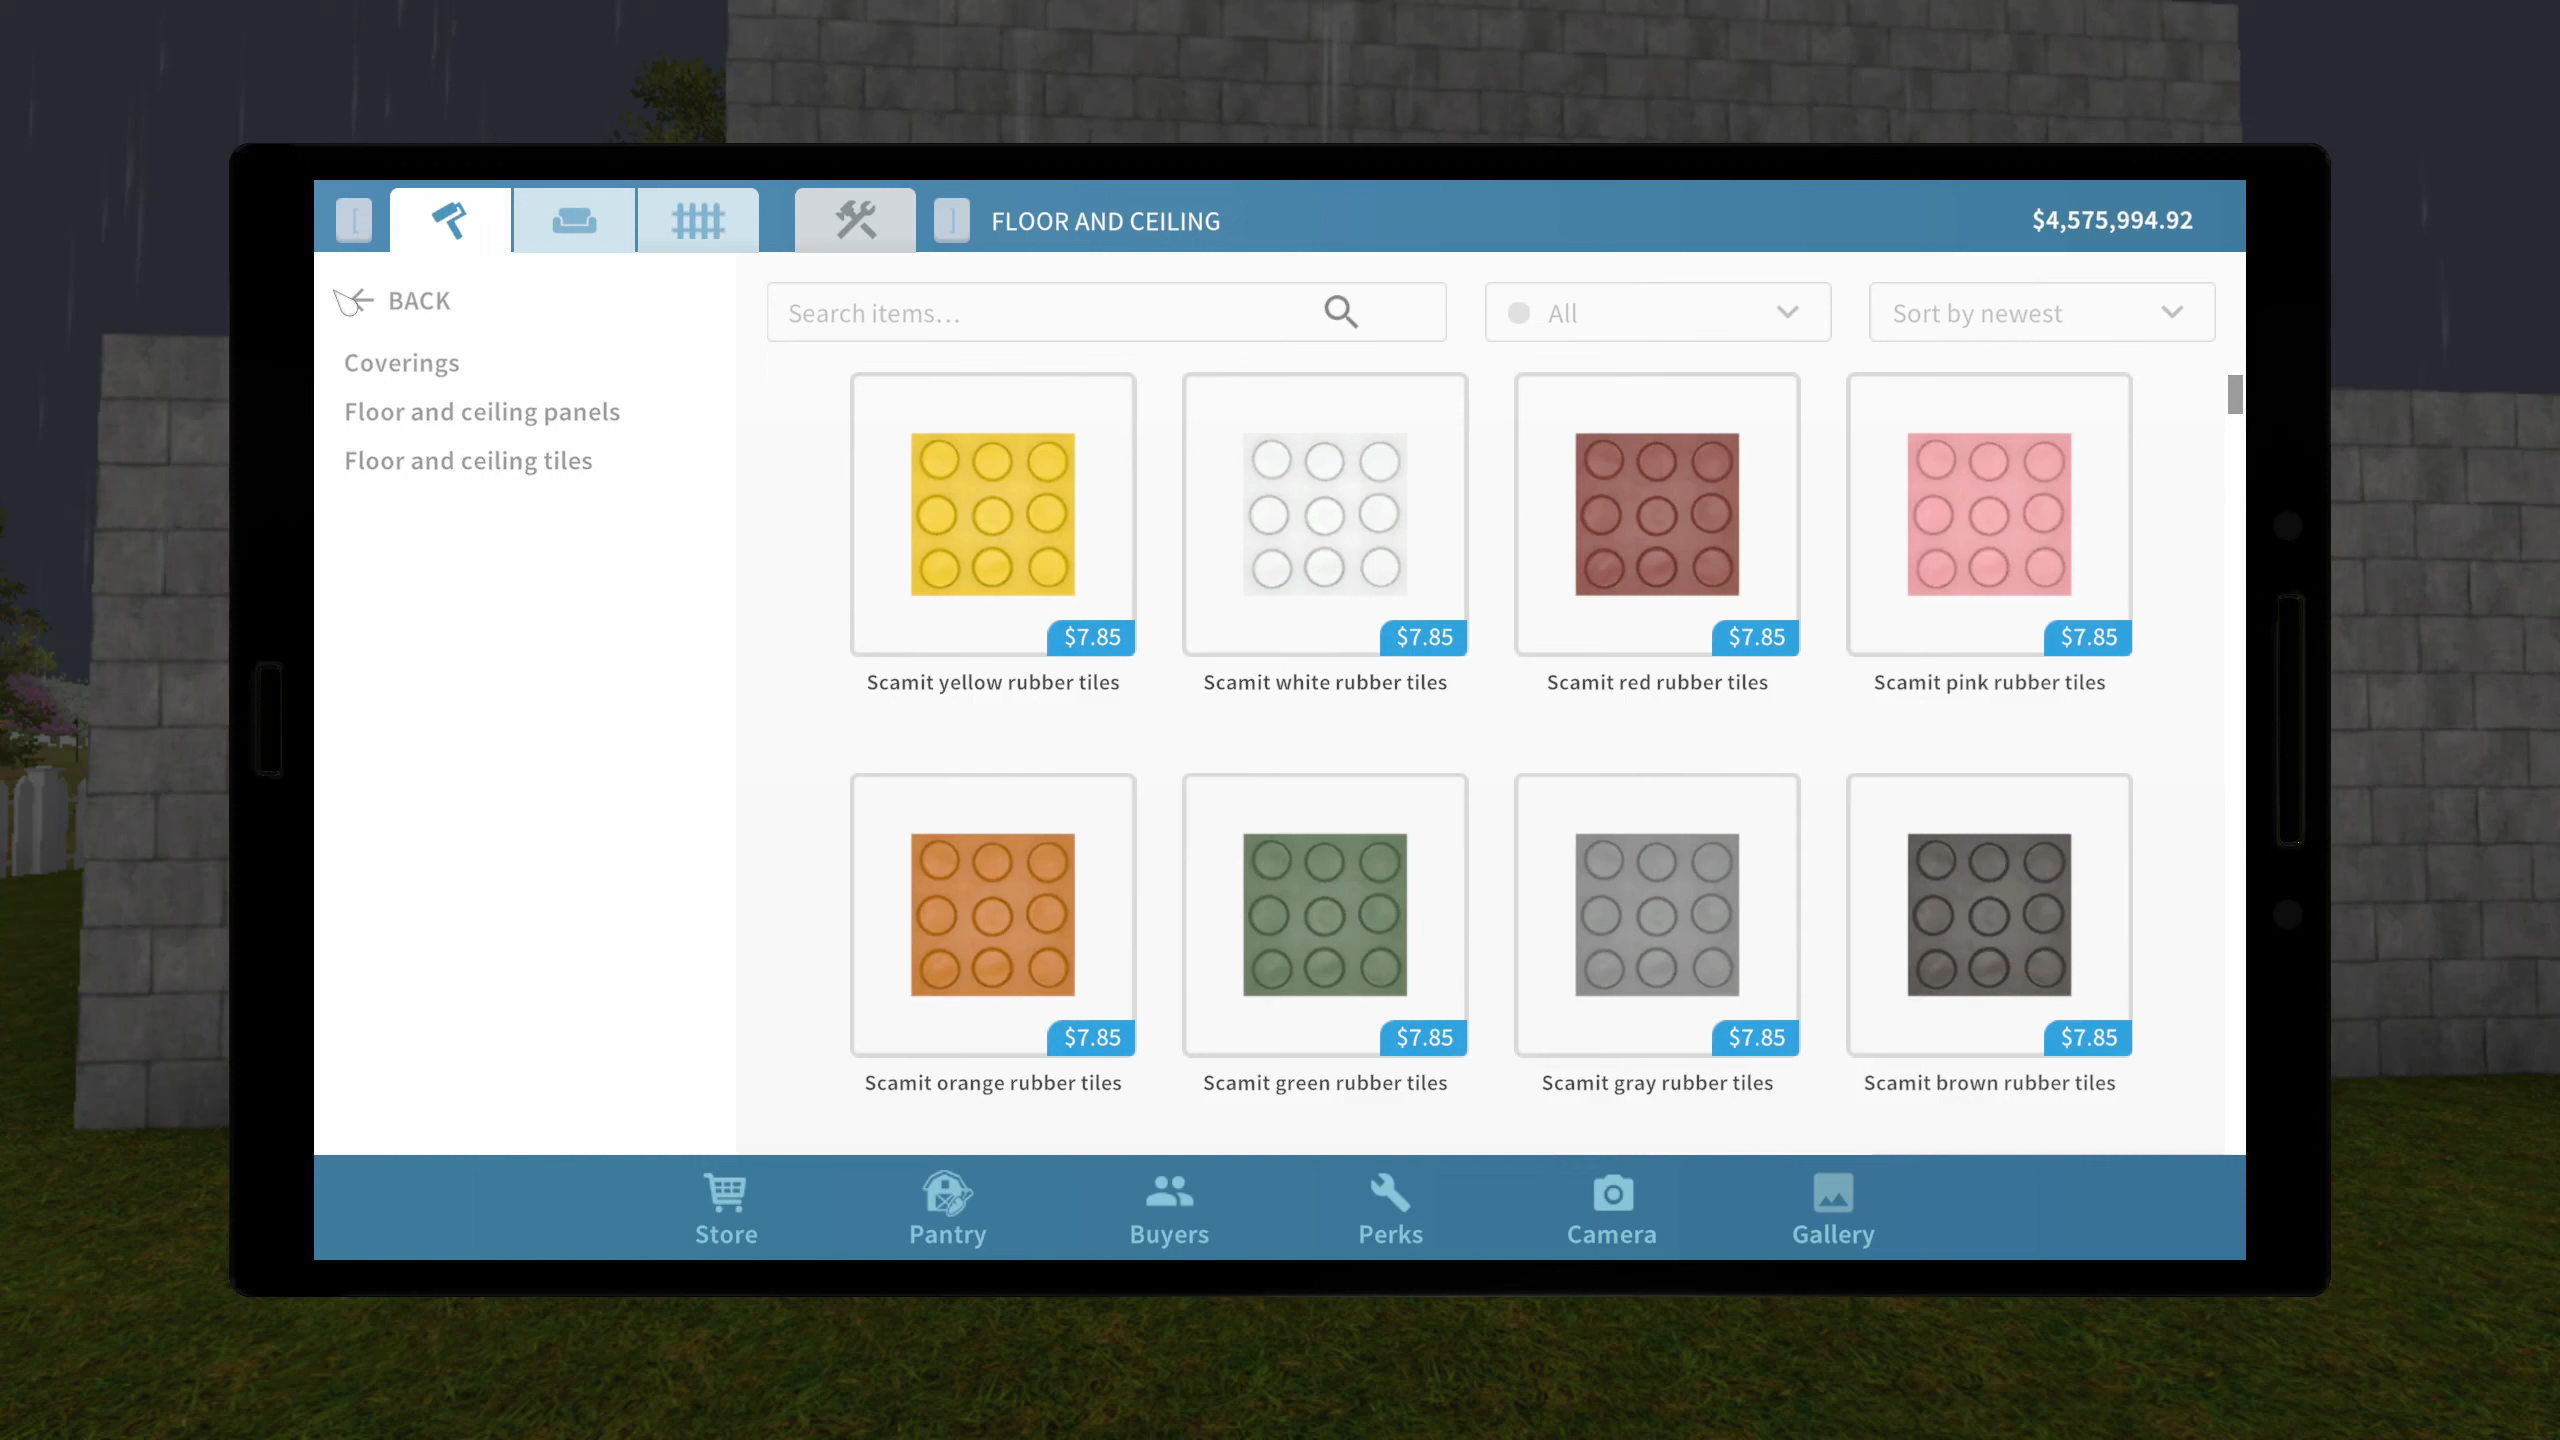 [
]
FLOOR AND CEILING
$4,575,994.92
BACK
Coverings
Floor and ceiling panels
Floor and ceiling tiles
Search items...
All
Sort by newest
$7.85
$7.85
$7.85
$7.85
Scamit yellow rubber tiles
Scamit white rubber tiles
Scamit red rubber tiles
Scamit pink rubber tiles
$7.85
$7.85
$7.85
$7.85
Scamit orange rubber tiles
Scamit green rubber tiles
Scamit gray rubber tiles
Scamit brown rubber tiles
Store
Pantry
Buyers
Perks
Camera
Gallery